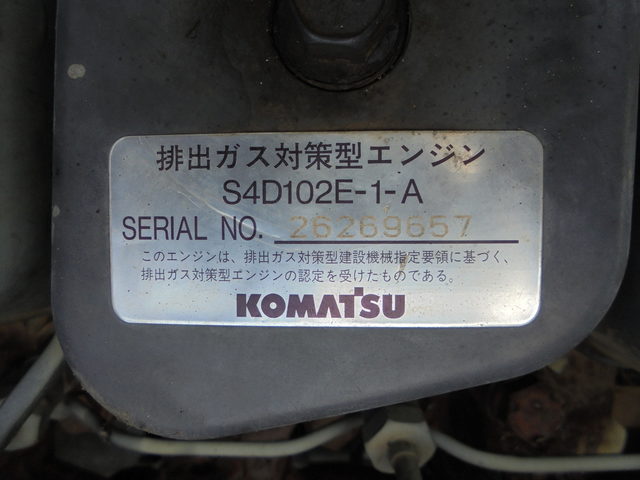 排出ガス対策型エンジン
S4D102E-1-A
SERIAL NO. 26269657
このエンジンは、排出ガス対策型建設機械指定要領に基づく、
排出ガス対策型エンジンの認定を受けたものである。
KOMATSU